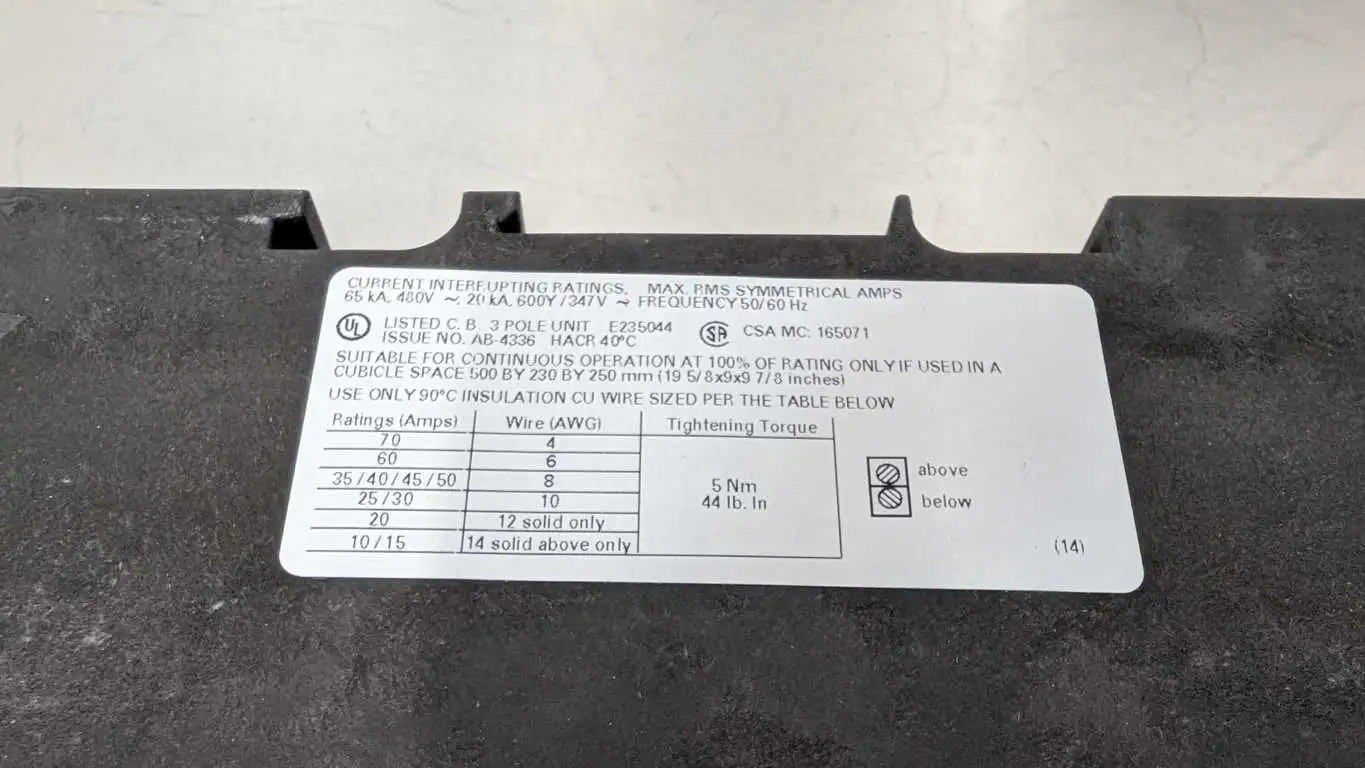 CURRENT INTERRUPTING RATINGS. MAX. RMS SYMMETRICAL AMPS
65 kA, 480V ~, 20 kA, 600Y/347V ~ FREQUENCY 50/60 Hz
UL LISTED C. B. 3 POLE UNIT E235044 SA CSA MC: 165071
ISSUE NO. AB-4336 HACR 40°C
SUITABLE FOR CONTINUOUS OPERATION AT 100% OF RATING ONLY IF USED IN A
CUBICLE SPACE 500 BY 230 BY 250 mm (19 5/8x9x9 7/8 inches)
USE ONLY 90°C INSULATION CU WIRE SIZED PER THE TABLE BELOW
Ratings (Amps) Wire (AWG) Tightening Torque
70 4
60 6
35/40/45/50 8
25/30 10
20 12 solid only
10/15 14 solid above only
5 Nm
44 lb. In
above
below
(14)